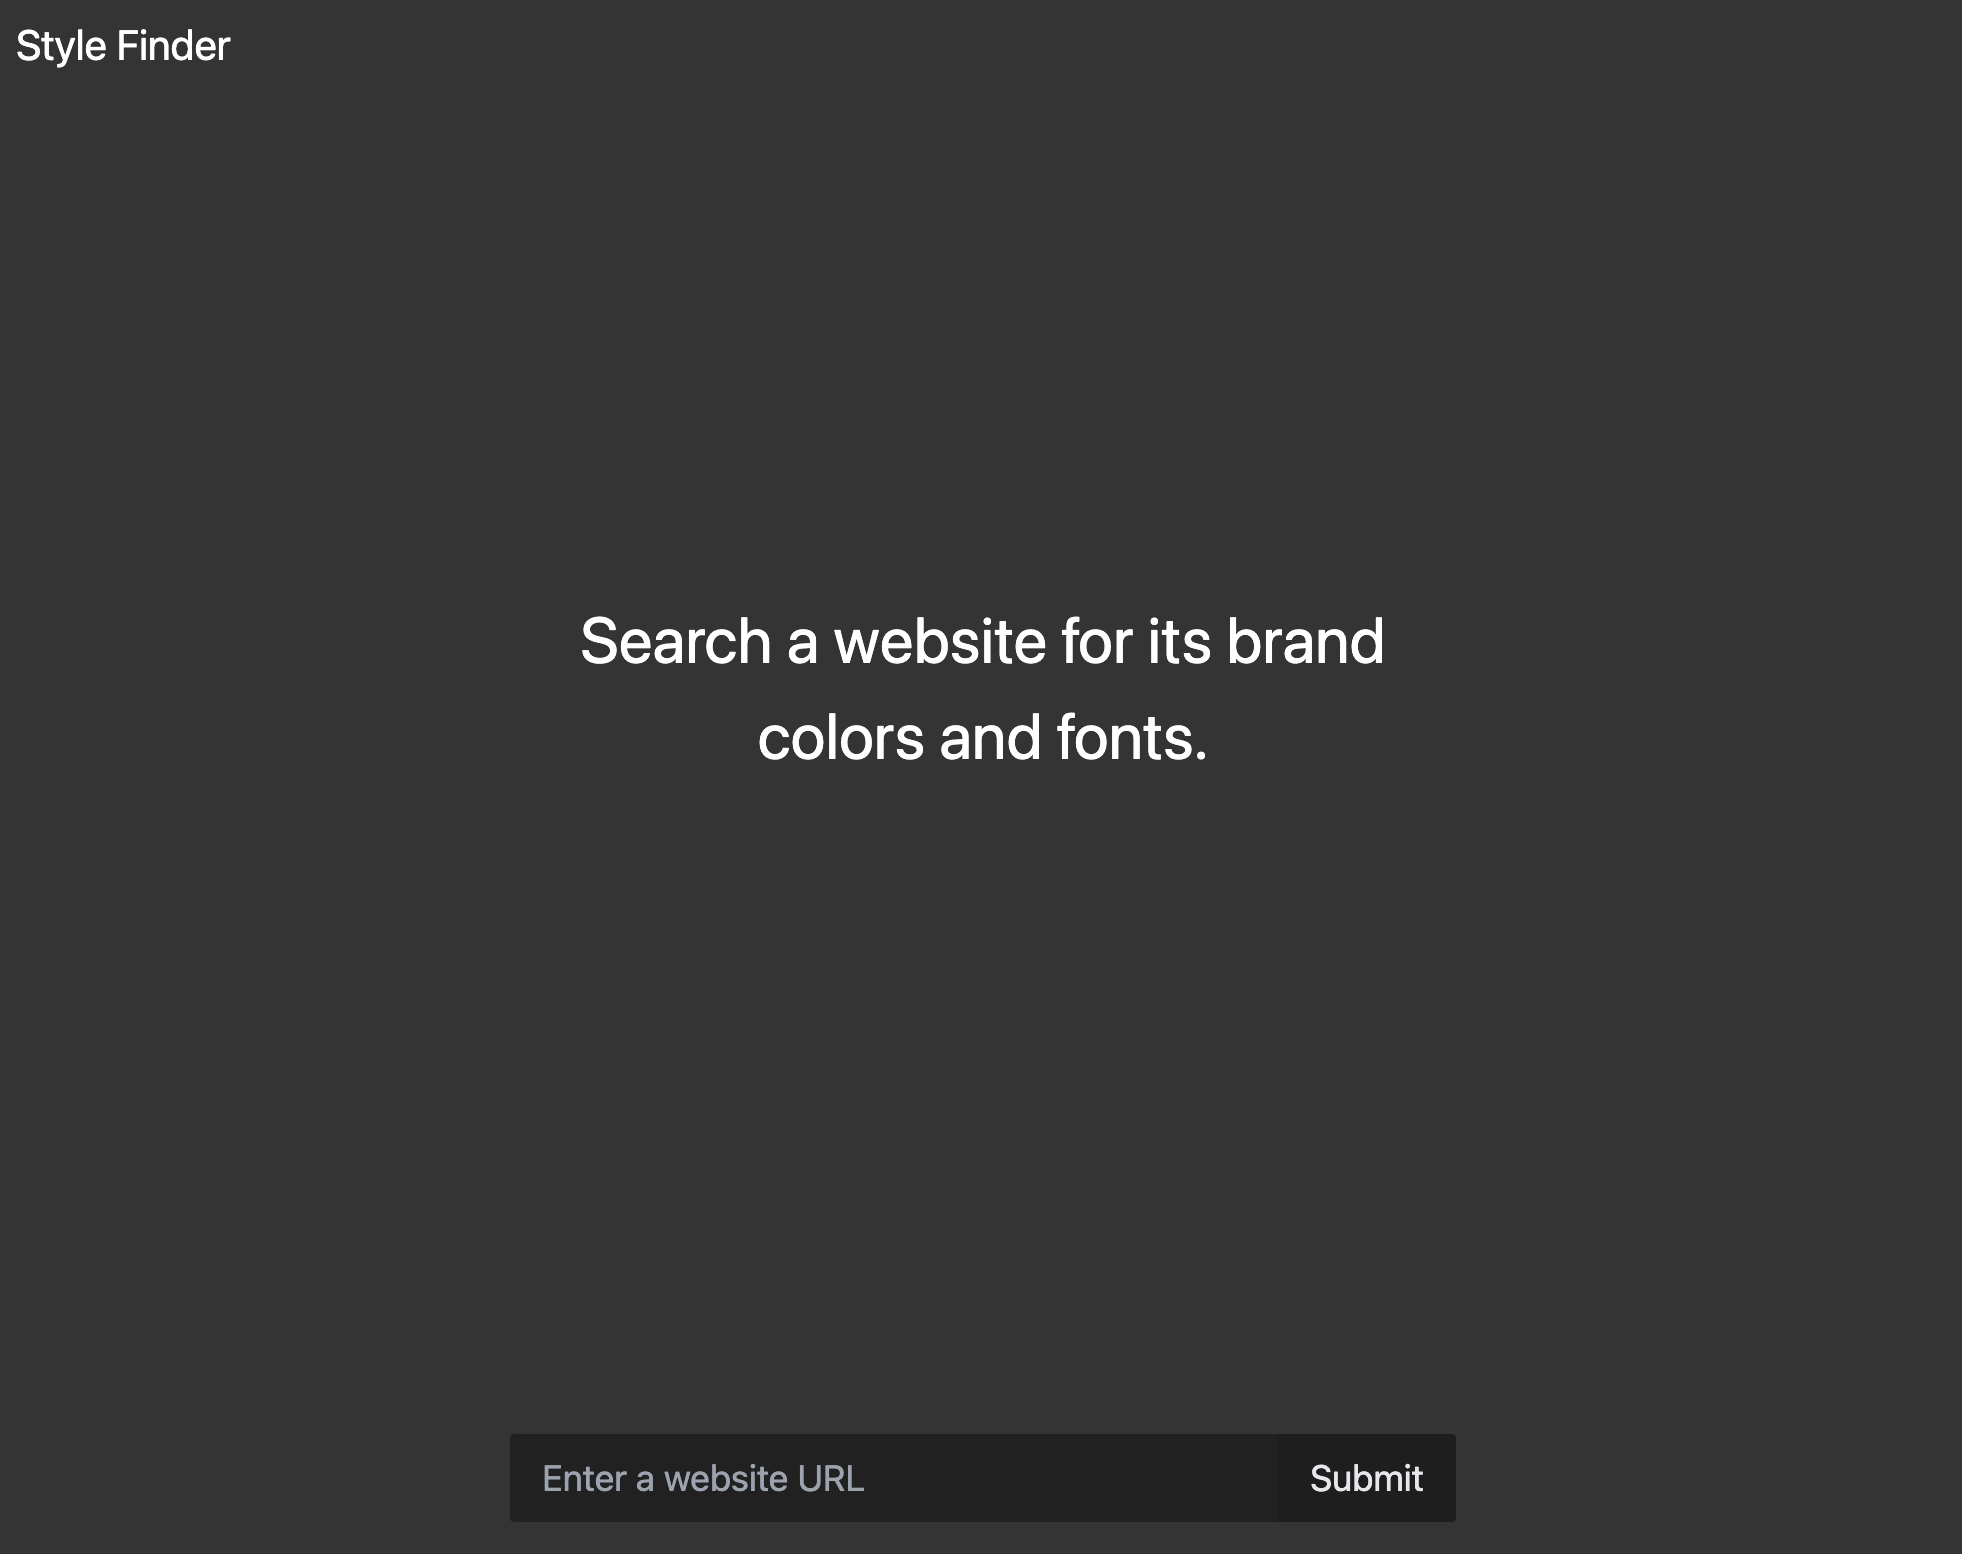 Style Finder
Search a website for its brand
colors and fonts.
Enter a website URL
Submit